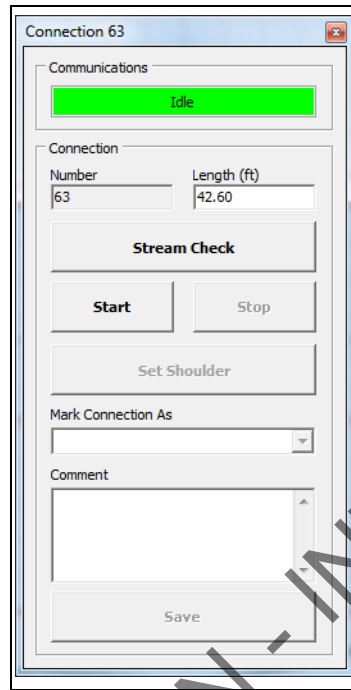 Connection 63
Communications
Idle
Connection
Number Length (ft)
63 42.60
Stream Check
Start Stop
Set Shoulder
Mark Connection As
Comment
Save